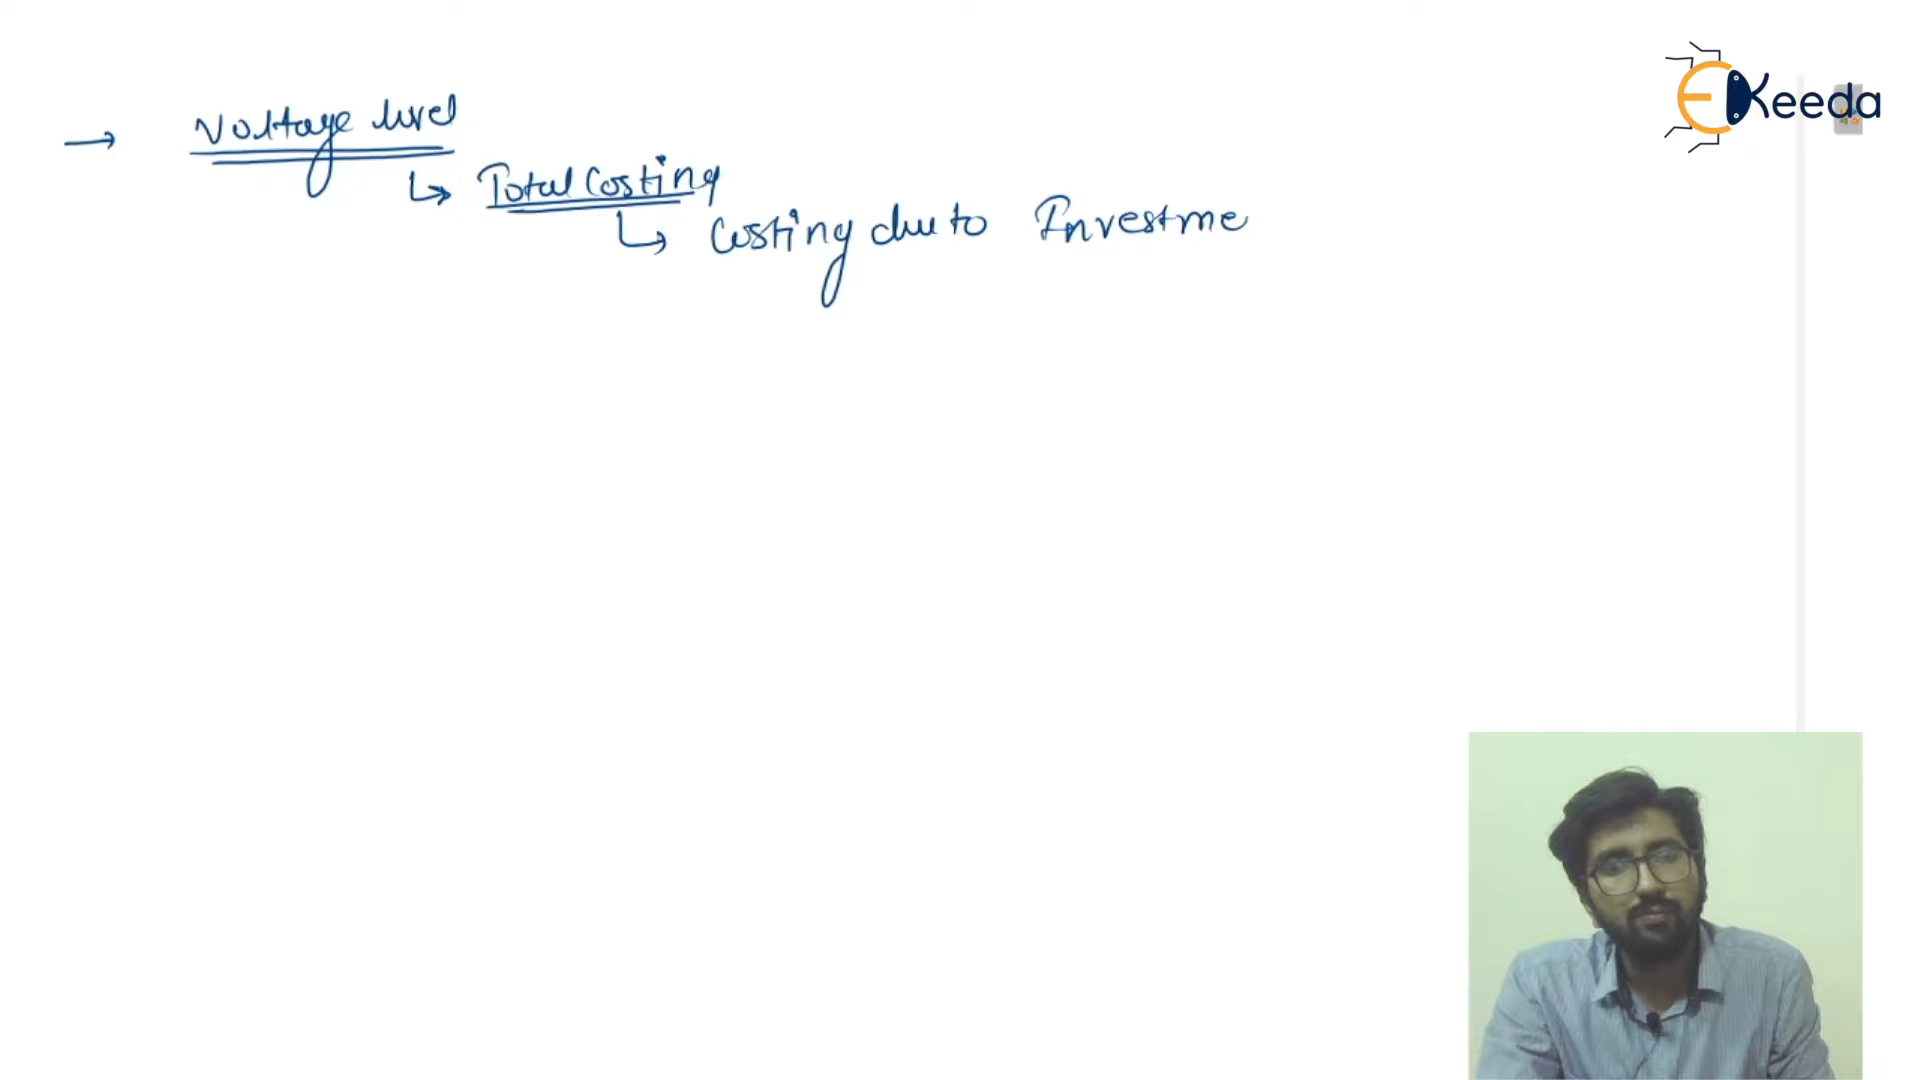 EKeeda
→ Voltage level
↳ Total Costing
↳ Costing due to Investme